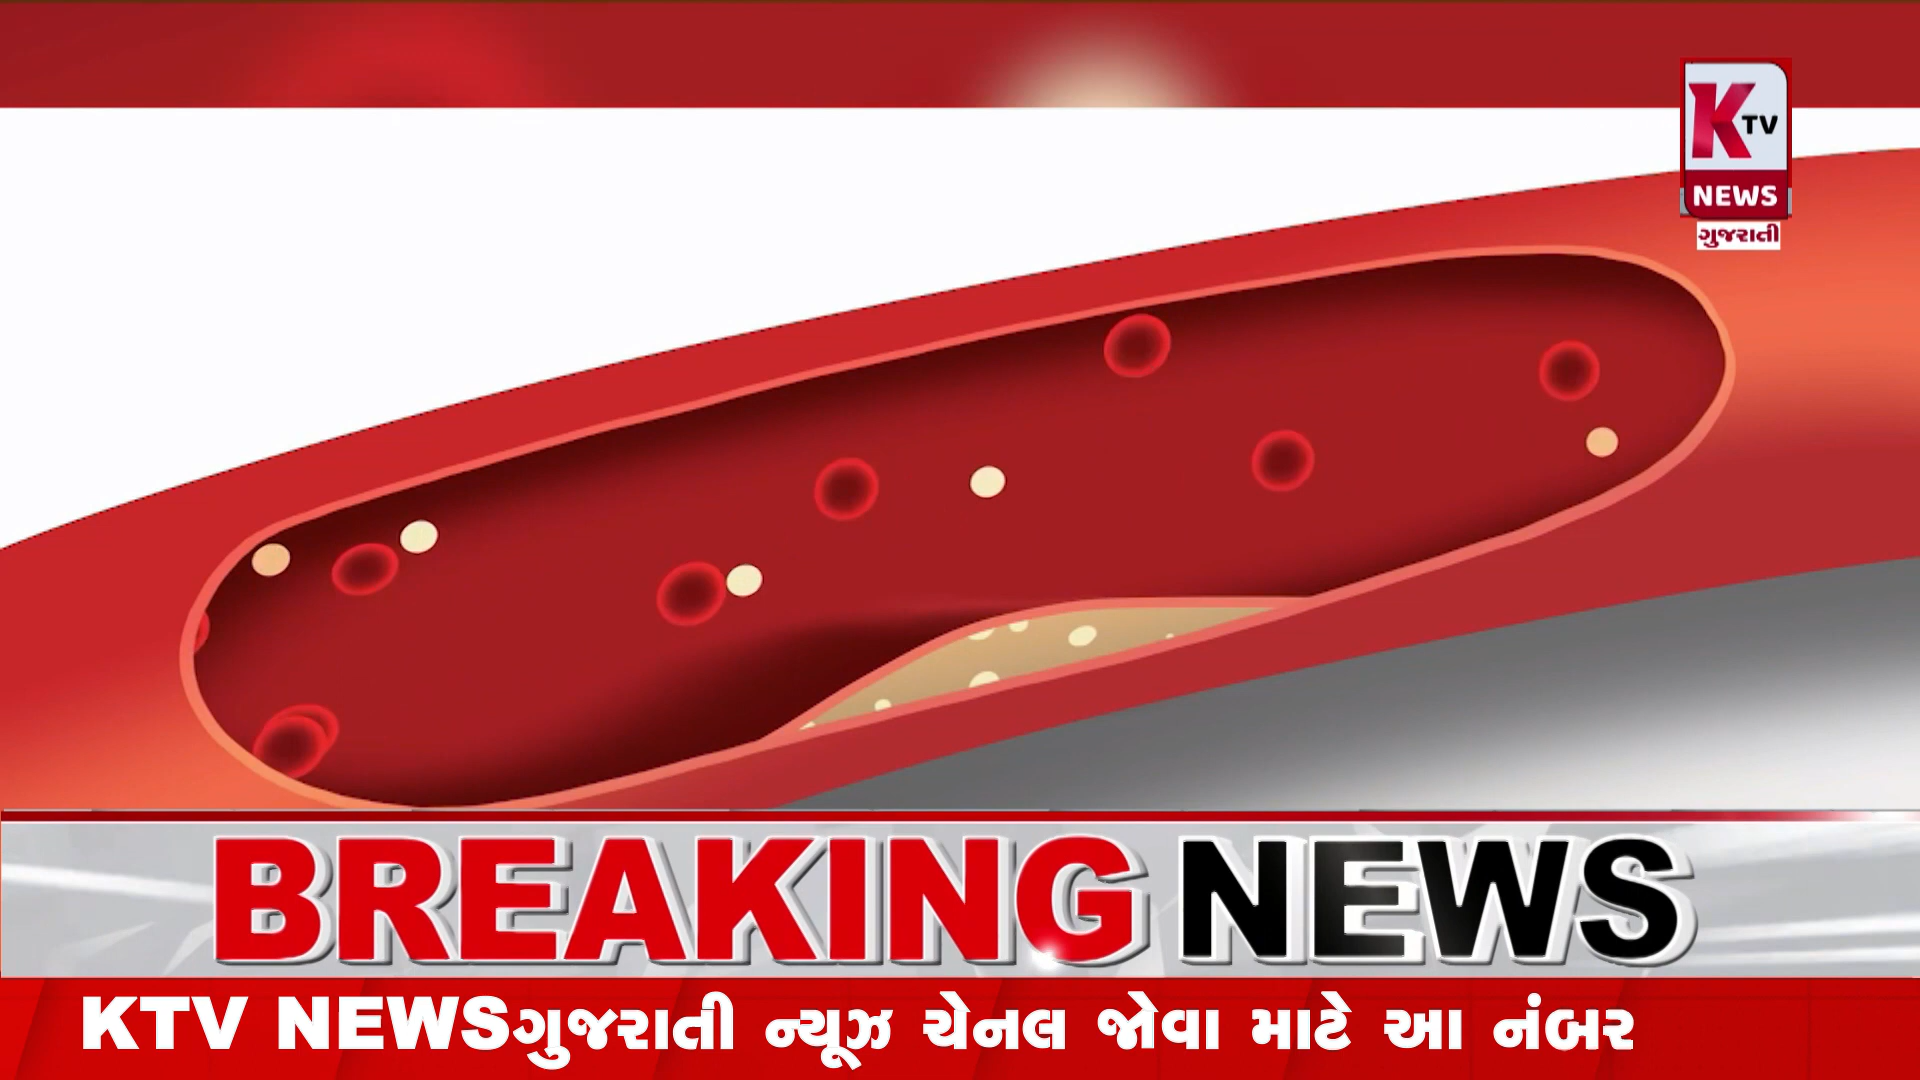 K TV
NEWS
ગુજરાતી
BREAKING NEWS
KTV NEWSગુજરાતી ન્યૂઝ ચેનલ જોવા માટે આ નંબર